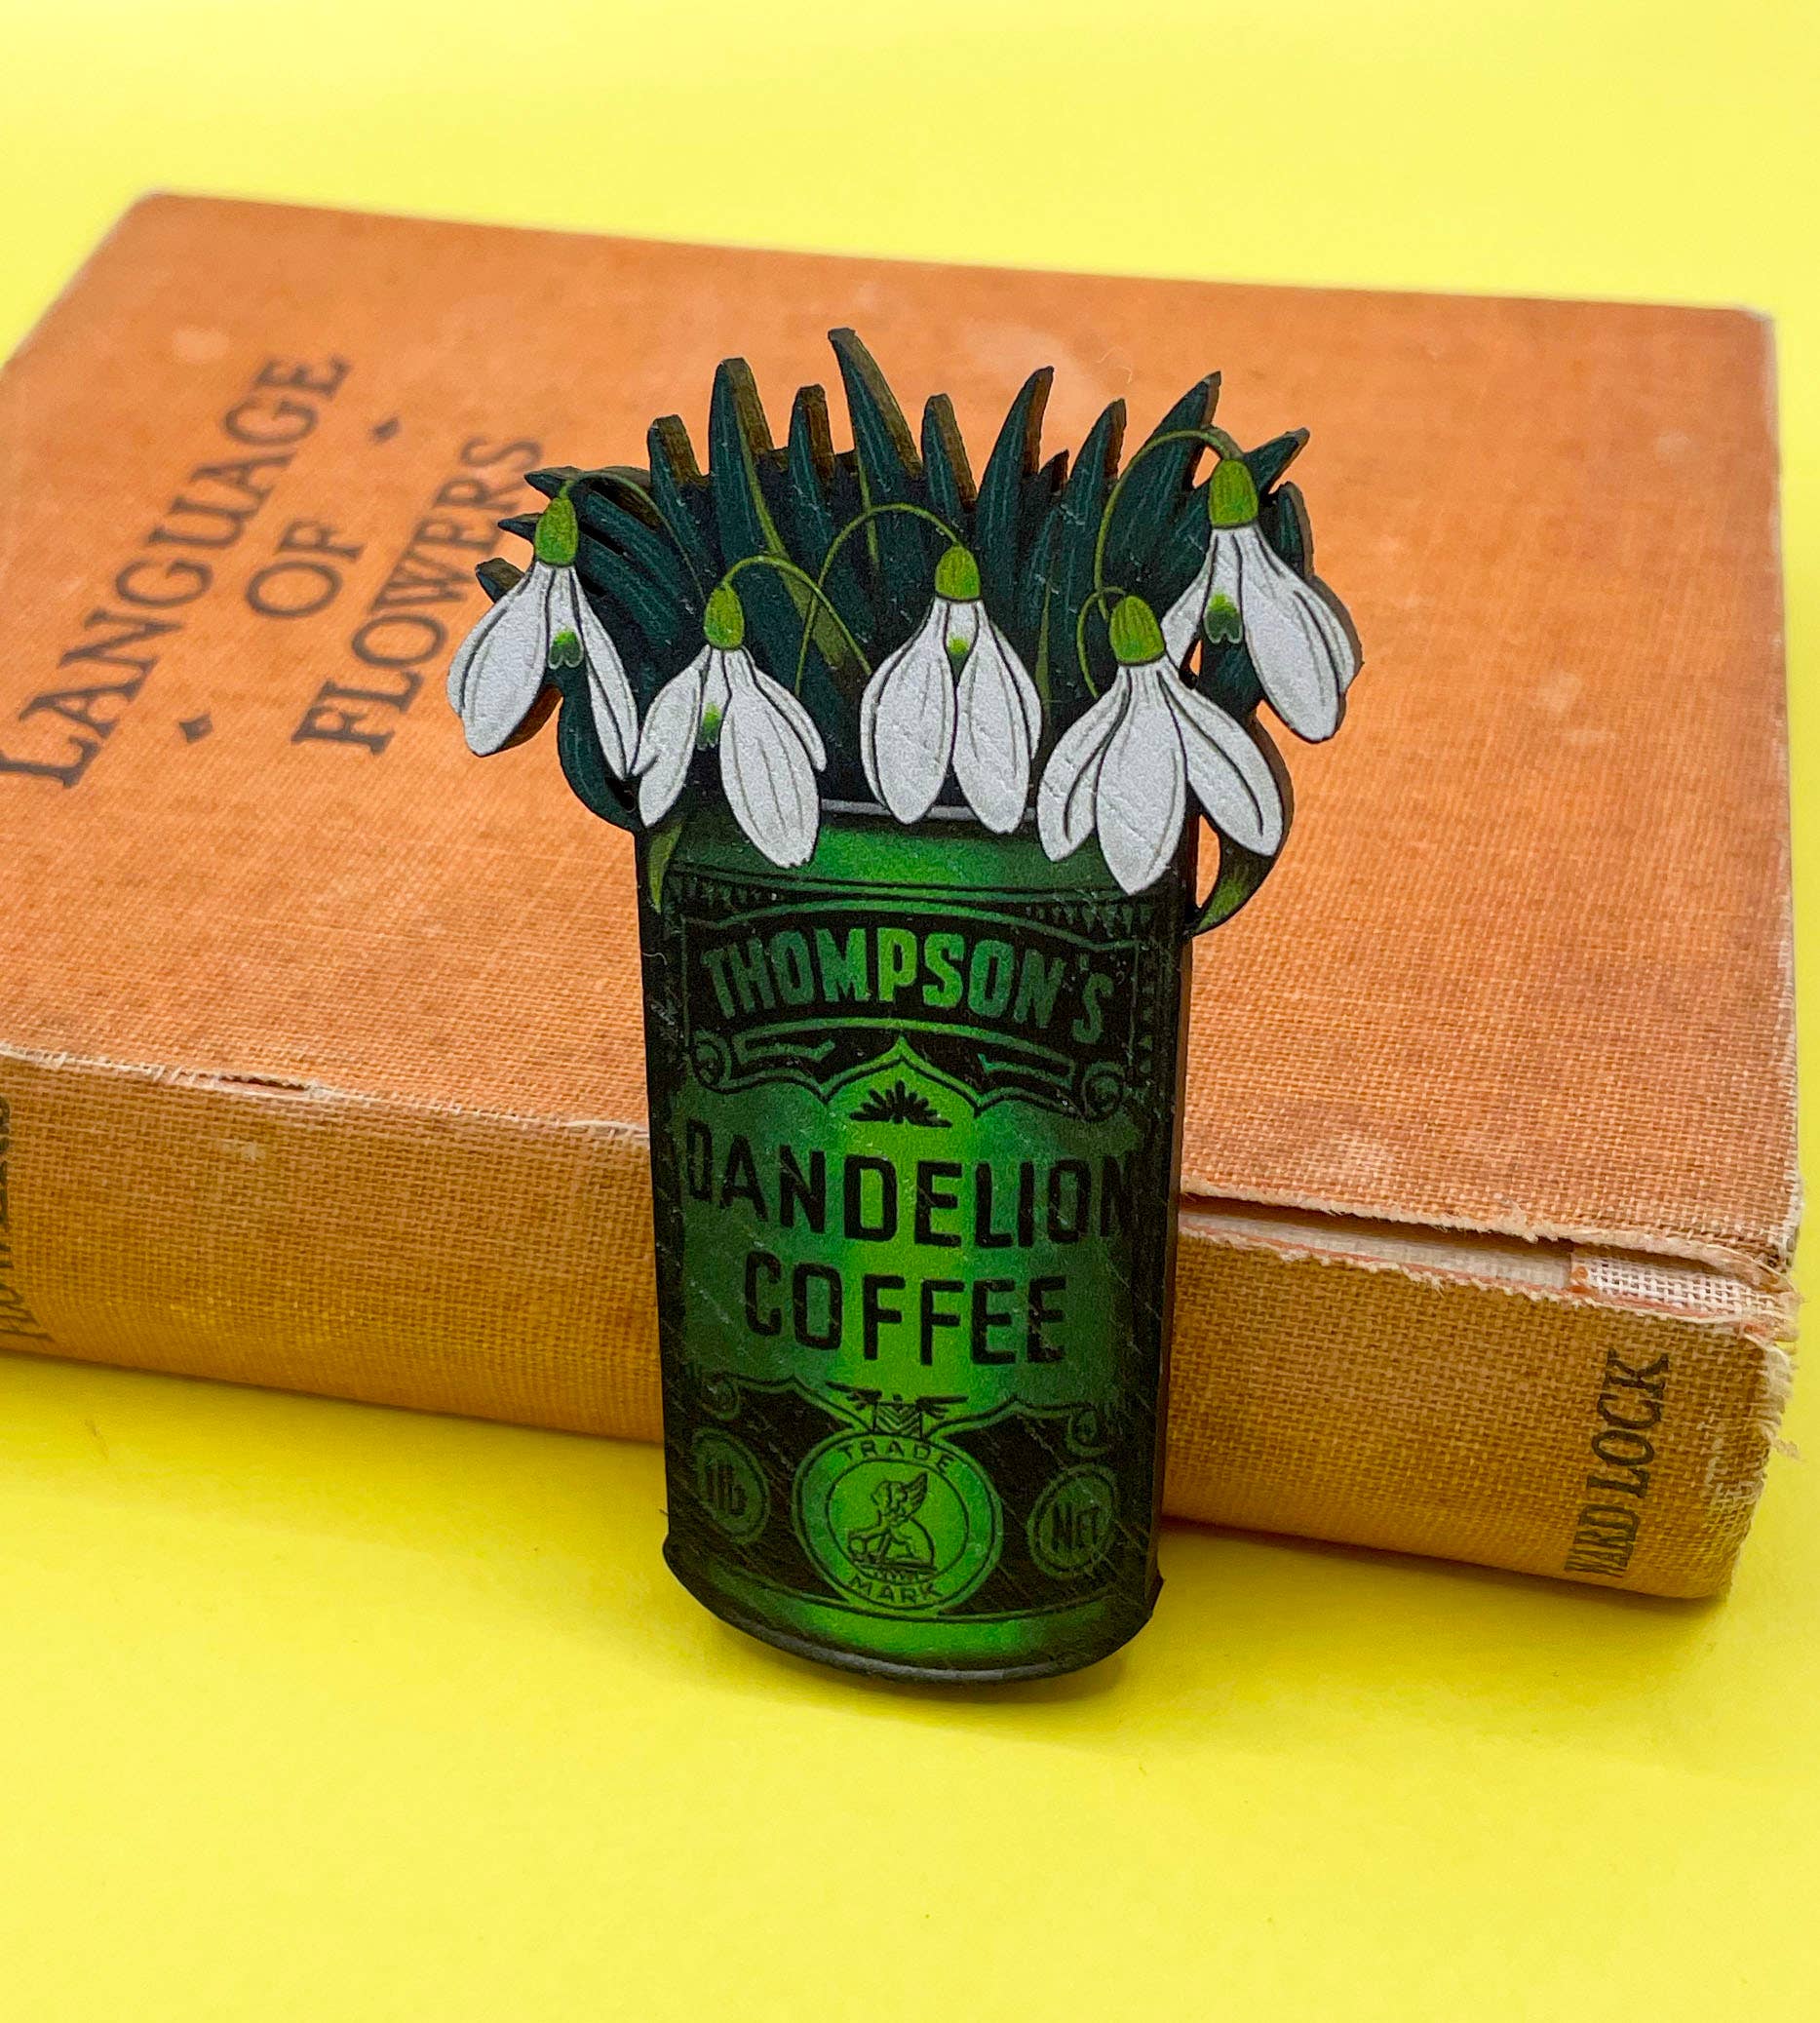 LANGUAGE
OF
FLOWERS
THOMPSON'S
DANDELION
COFFEE
TRADE
1lb
Net
MARK
WARD LOCK